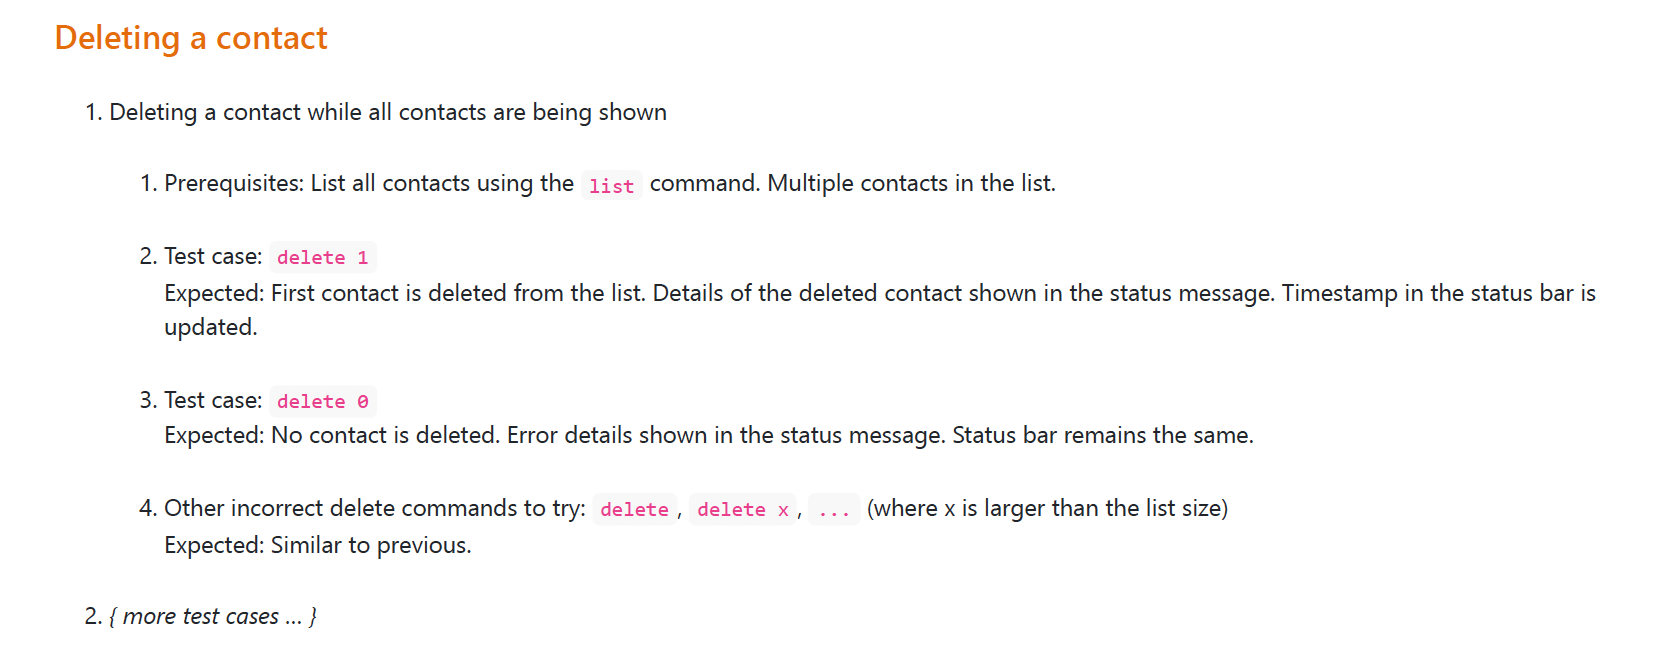 Deleting a contact
1. Deleting a contact while all contacts are being shown
1. Prerequisites: List all contacts using the list command. Multiple contacts in the list.
2. Test case: delete 1
Expected: First contact is deleted from the list. Details of the deleted contact shown in the status message. Timestamp in the status bar is
updated.
3. Test case: delete 0
Expected: No contact is deleted. Error details shown in the status message. Status bar remains the same.
4. Other incorrect delete commands to try: delete, delete x, ... (where x is larger than the list size)
Expected: Similar to previous.
2. { more test cases … }